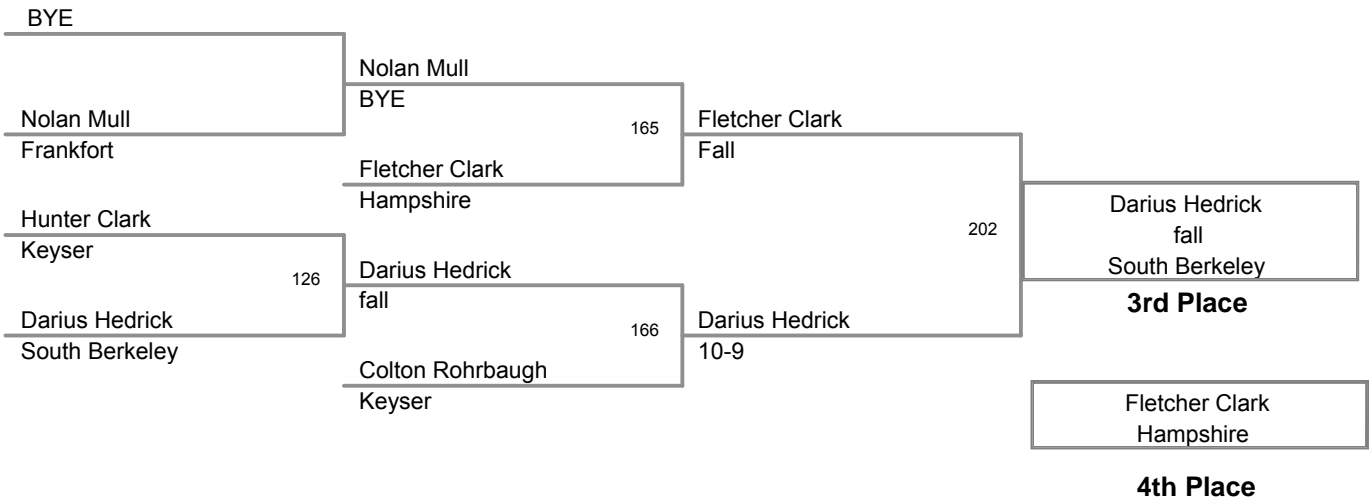 BYE
Nolan Mull
BYE
Nolan Mull
Frankfort
165
Fletcher Clark
Fall
Fletcher Clark
Hampshire
Hunter Clark
Keyser
202
Darius Hedrick
fall
South Berkeley
126
Darius Hedrick
fall
3rd Place
Darius Hedrick
South Berkeley
166
Darius Hedrick
10-9
Colton Rohrbaugh
Keyser
Fletcher Clark
Hampshire
4th Place